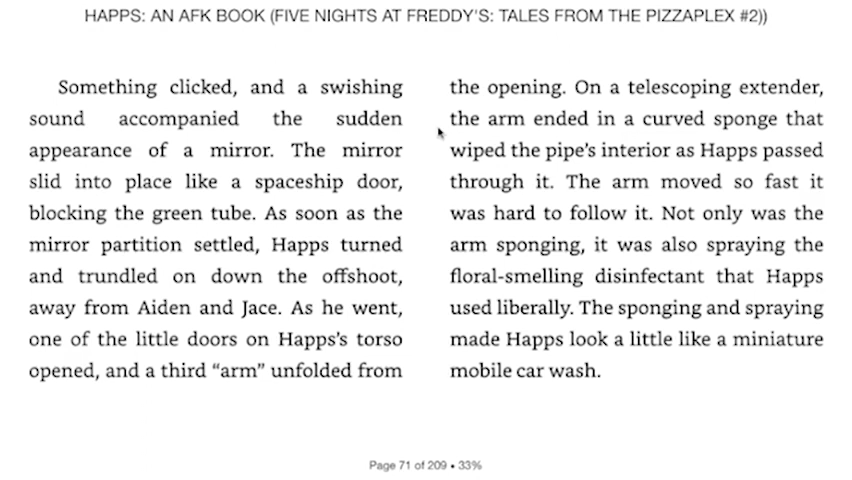 HAPPS: AN AFK BOOK (FIVE NIGHTS AT FREDDY'S: TALES FROM THE PIZZAPLEX #2))
Something clicked, and a swishing
sound accompanied the sudden
appearance of a mirror. The mirror
slid into place like a spaceship door,
blocking the green tube. As soon as the
mirror partition settled, Happs turned
and trundled on down the offshoot,
away from Aiden and Jace. As he went,
one of the little doors on Happs's torso
opened, and a third “arm” unfolded from
the opening. On a telescoping extender,
the arm ended in a curved sponge that
wiped the pipe's interior as Happs passed
through it. The arm moved so fast it
was hard to follow it. Not only was the
arm sponging, it was also spraying the
floral-smelling disinfectant that Happs
used liberally. The sponging and spraying
made Happs look a little like a miniature
mobile car wash.
Page 71 of 209 • 33%